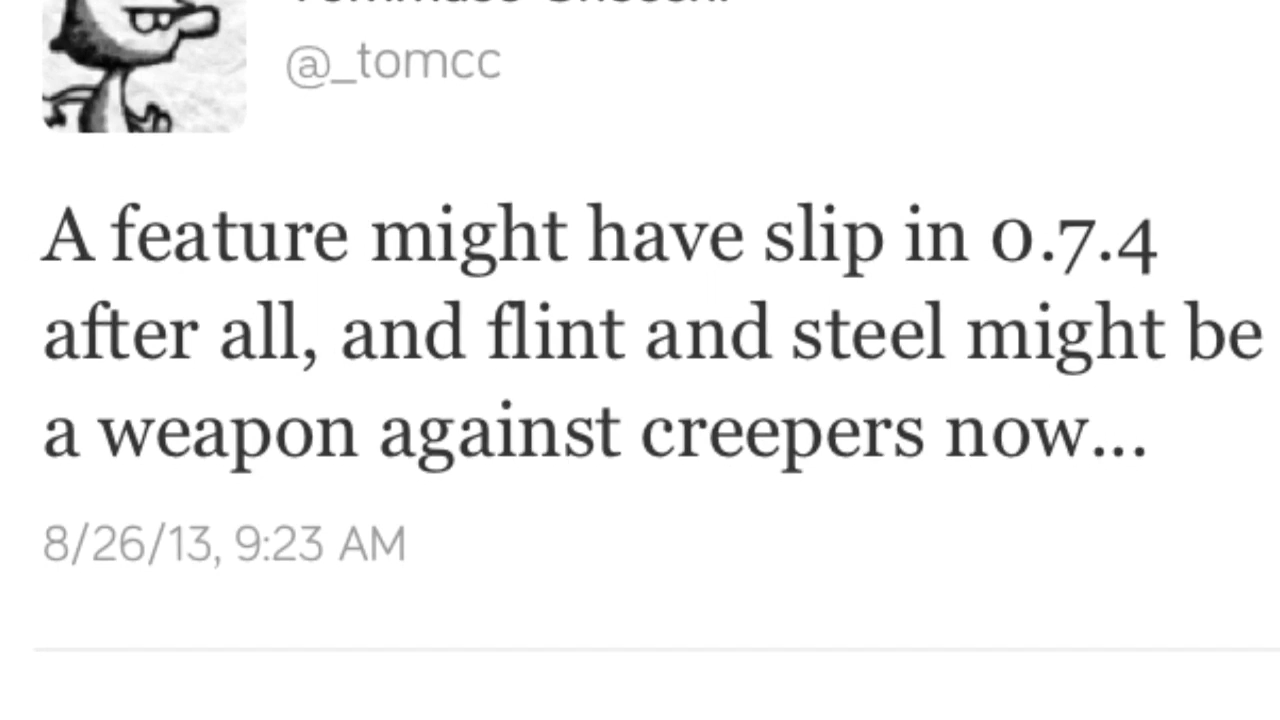 @_tomcc
A feature might have slip in 0.7.4
after all, and flint and steel might be
a weapon against creepers now...
8/26/13, 9:23 AM